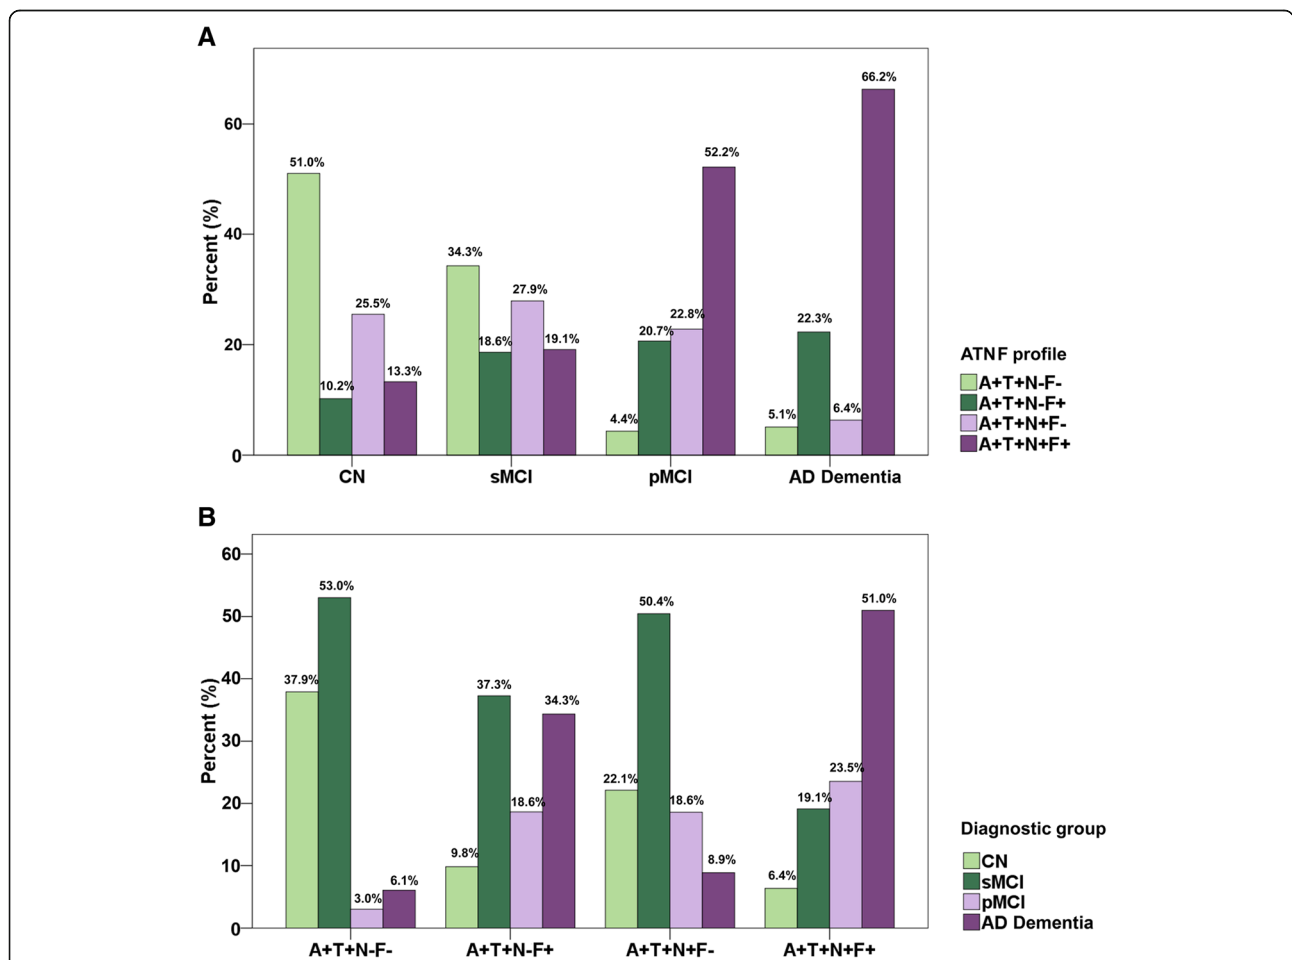 A
66.2%
60
51.0%
52.2%
Percent (%)
40
34.3%
27.9%
25.5%
22.8%
22.3%
20.7%
20
18.6%
19.1%
13.3%
10.2%
4.4%
5.1%
6.4%
0
CN
sMCI
pMCI
AD Dementia
ATNF profile
A+T+N-F-
A+T+N-F+
A+T+N+F-
A+T+N+F+
B
60
53.0%
50.4%
51.0%
50
Percent (%)
40
37.9%
37.3%
34.3%
30
22.1%
23.5%
20
18.6%
18.6%
19.1%
10
9.8%
8.9%
6.1%
6.4%
3.0%
0
A+T+N-F-
A+T+N-F+
A+T+N+F-
A+T+N+F+
Diagnostic group
CN
sMCI
pMCI
AD Dementia